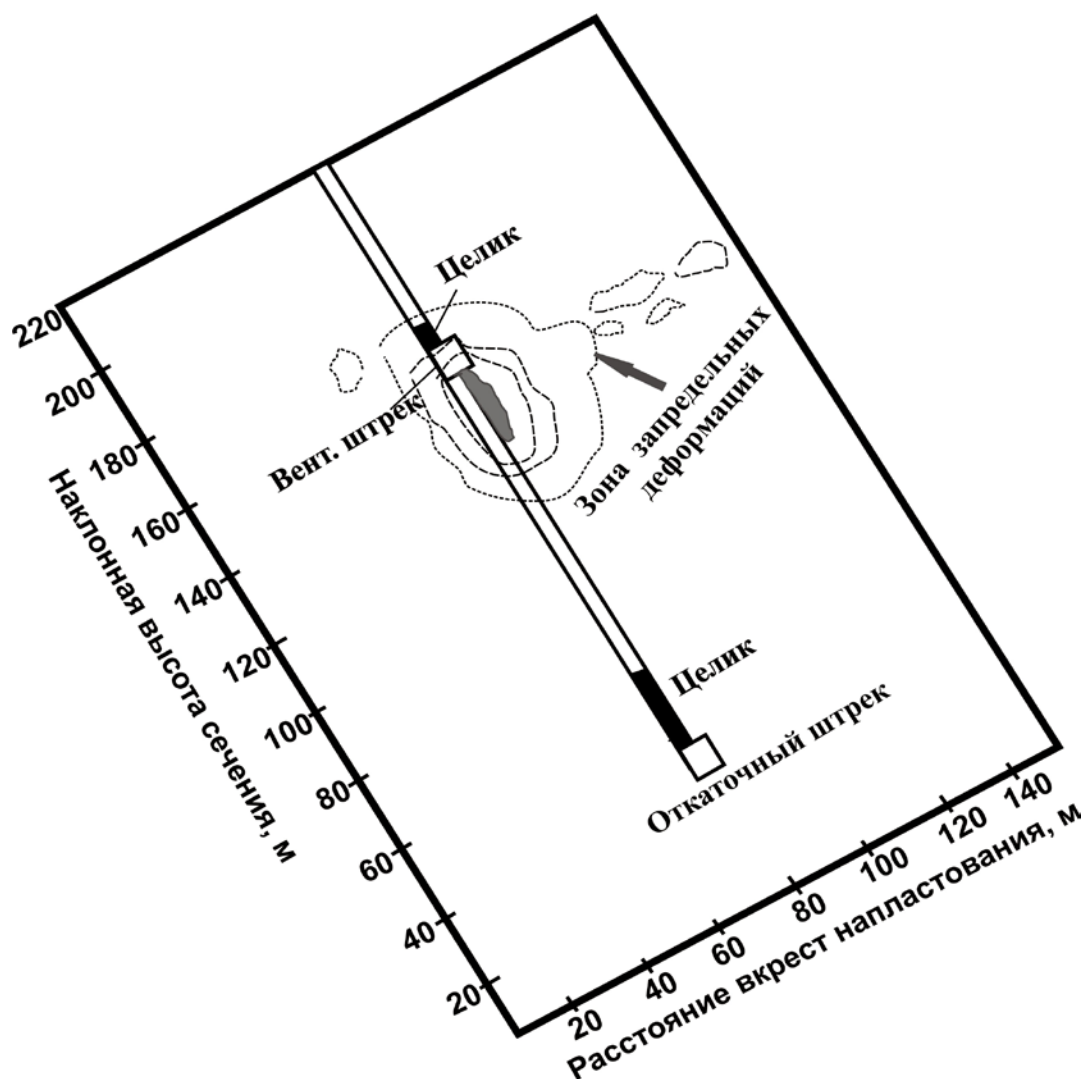 Целик
Вент. штрек
Зона запредельных
деформаций
Целик
Откаточный штрек
220
200
180
160
140
120
100
80
60
40
20
Наклонная высота сечения, м
20
40
60
80
100
120
140
Расстояние вкрест напластования, м